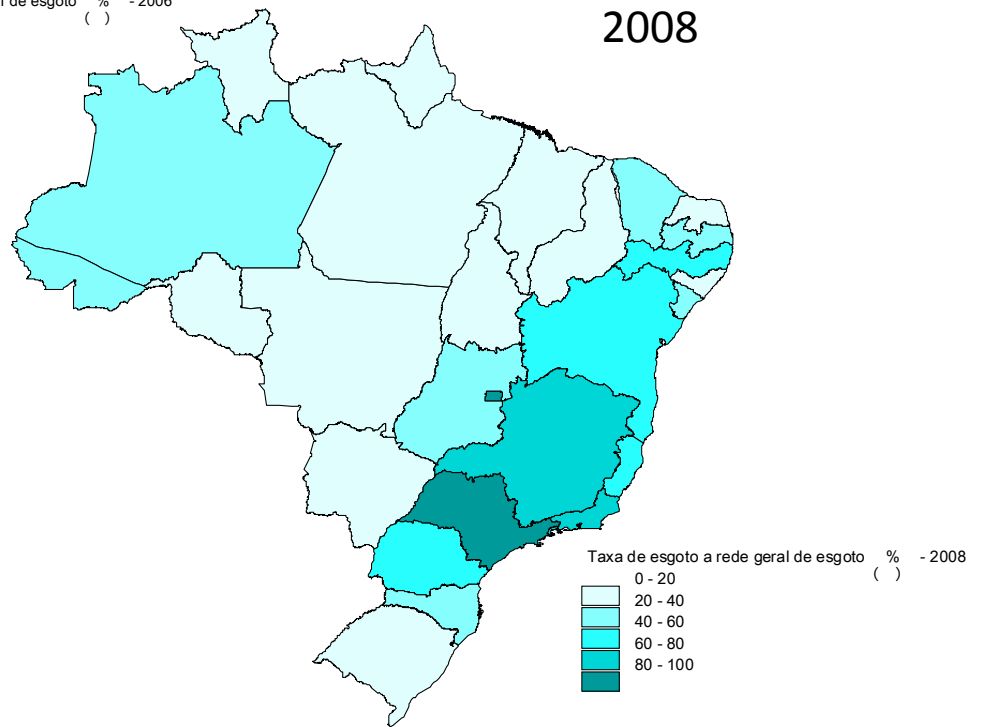 de esgoto % - 2006
( )
2008
Taxa de esgoto a rede geral de esgoto % - 2008
( )
0 - 20
20 - 40
40 - 60
60 - 80
80 - 100